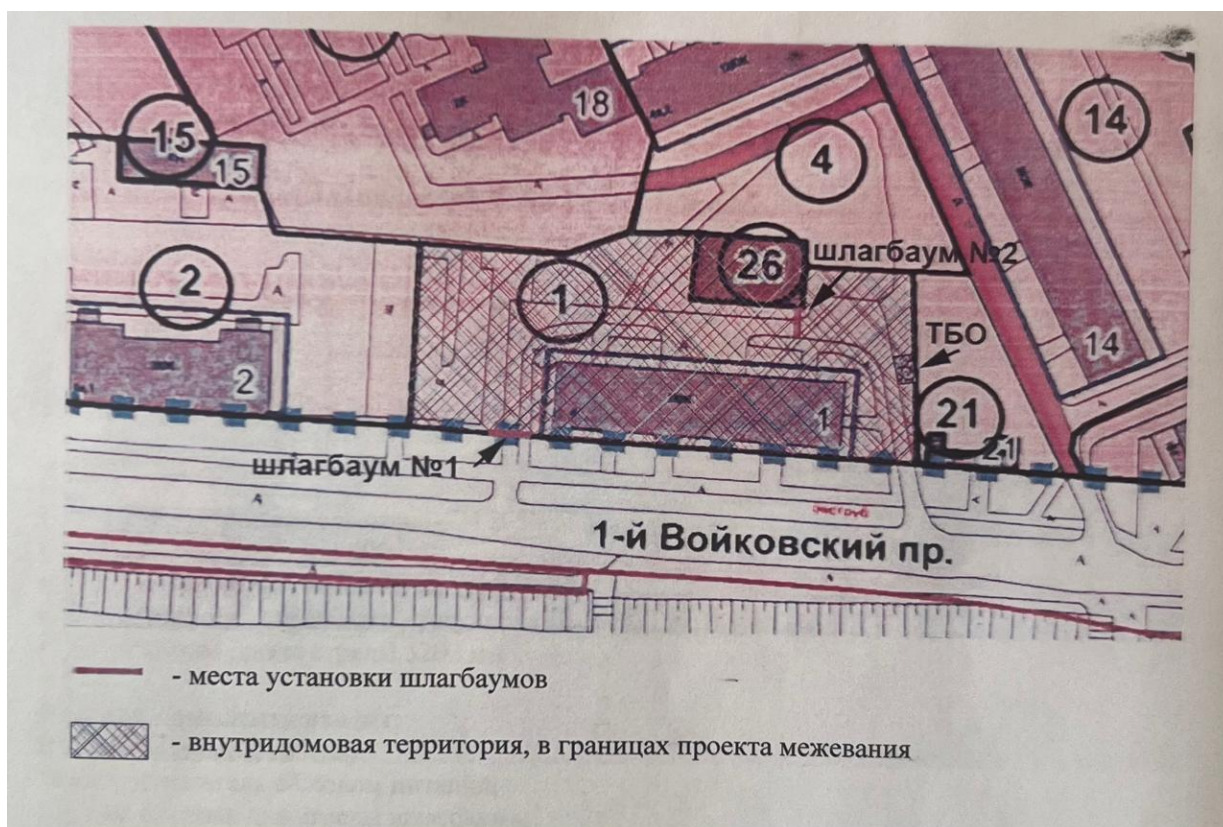 18
15
15
14
4
шлагбаум №2
26
2
1
ТБО
14
2
1
21
21
шлагбаум №1
1-й Войковский пр.
- места установки шлагбаумов
- внутридомовая территория, в границах проекта межевания